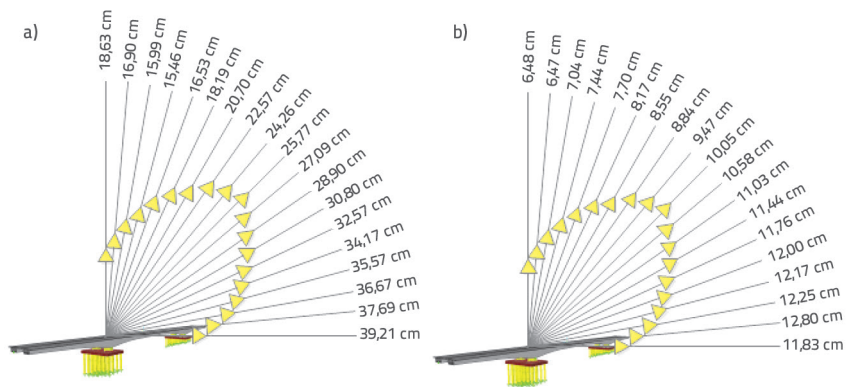 a)
18,63 cm
16,90 cm
15,99 cm
15,46 cm
16,53 cm
18,19 cm
20,70 cm
22,57 cm
24,26 cm
25,77 cm
27,09 cm
28,90 cm
30,80 cm
32,57 cm
34,17 cm
35,57 cm
36,67 cm
37,69 cm
39,21 cm
b)
6,48 cm
6,47 cm
7,04 cm
7,44 cm
7,70 cm
8,17 cm
8,55 cm
8,84 cm
9,47 cm
10,05 cm
10,58 cm
11,03 cm
11,44 cm
11,76 cm
12,00 cm
12,17 cm
12,25 cm
12,80 cm
11,83 cm